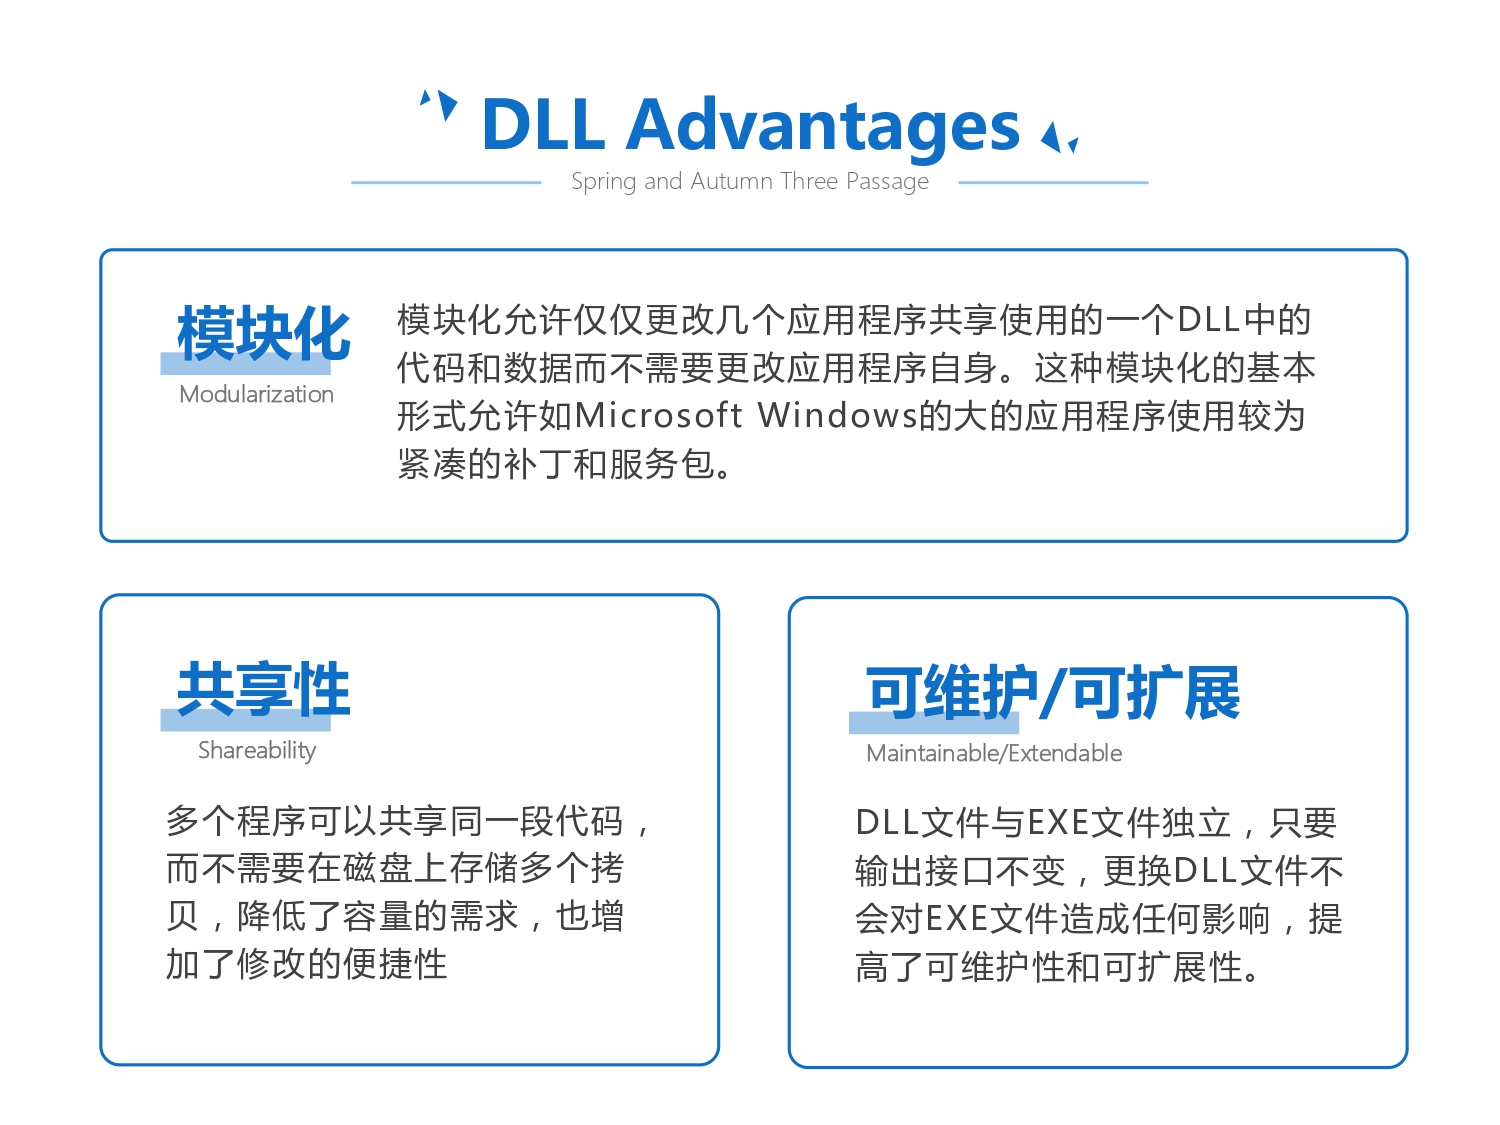 DLL Advantages
Spring and Autumn Three Passage
模块化
Modularization
模块化允许仅仅更改几个应用程序共享使用的一个DLL中的
代码和数据而不需要更改应用程序自身。这种模块化的基本
形式允许如Microsoft Windows的大的应用程序使用较为
紧凑的补丁和服务包。
共享性
Shareability
多个程序可以共享同一段代码，
而不需要在磁盘上存储多个拷
贝，降低了容量的需求，也增
加了修改的便捷性
可维护/可扩展
Maintainable/Extendable
DLL文件与EXE文件独立，只要
输出接口不变，更换DLL文件不
会对EXE文件造成任何影响，提
高了可维护性和可扩展性。